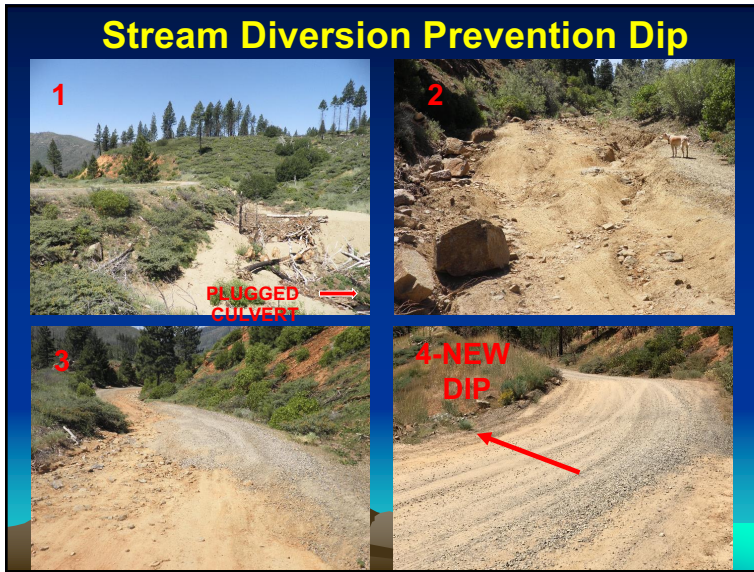 Stream Diversion Prevention Dip
1
2
PLUGGED
CULVERT
3
4-NEW
DIP